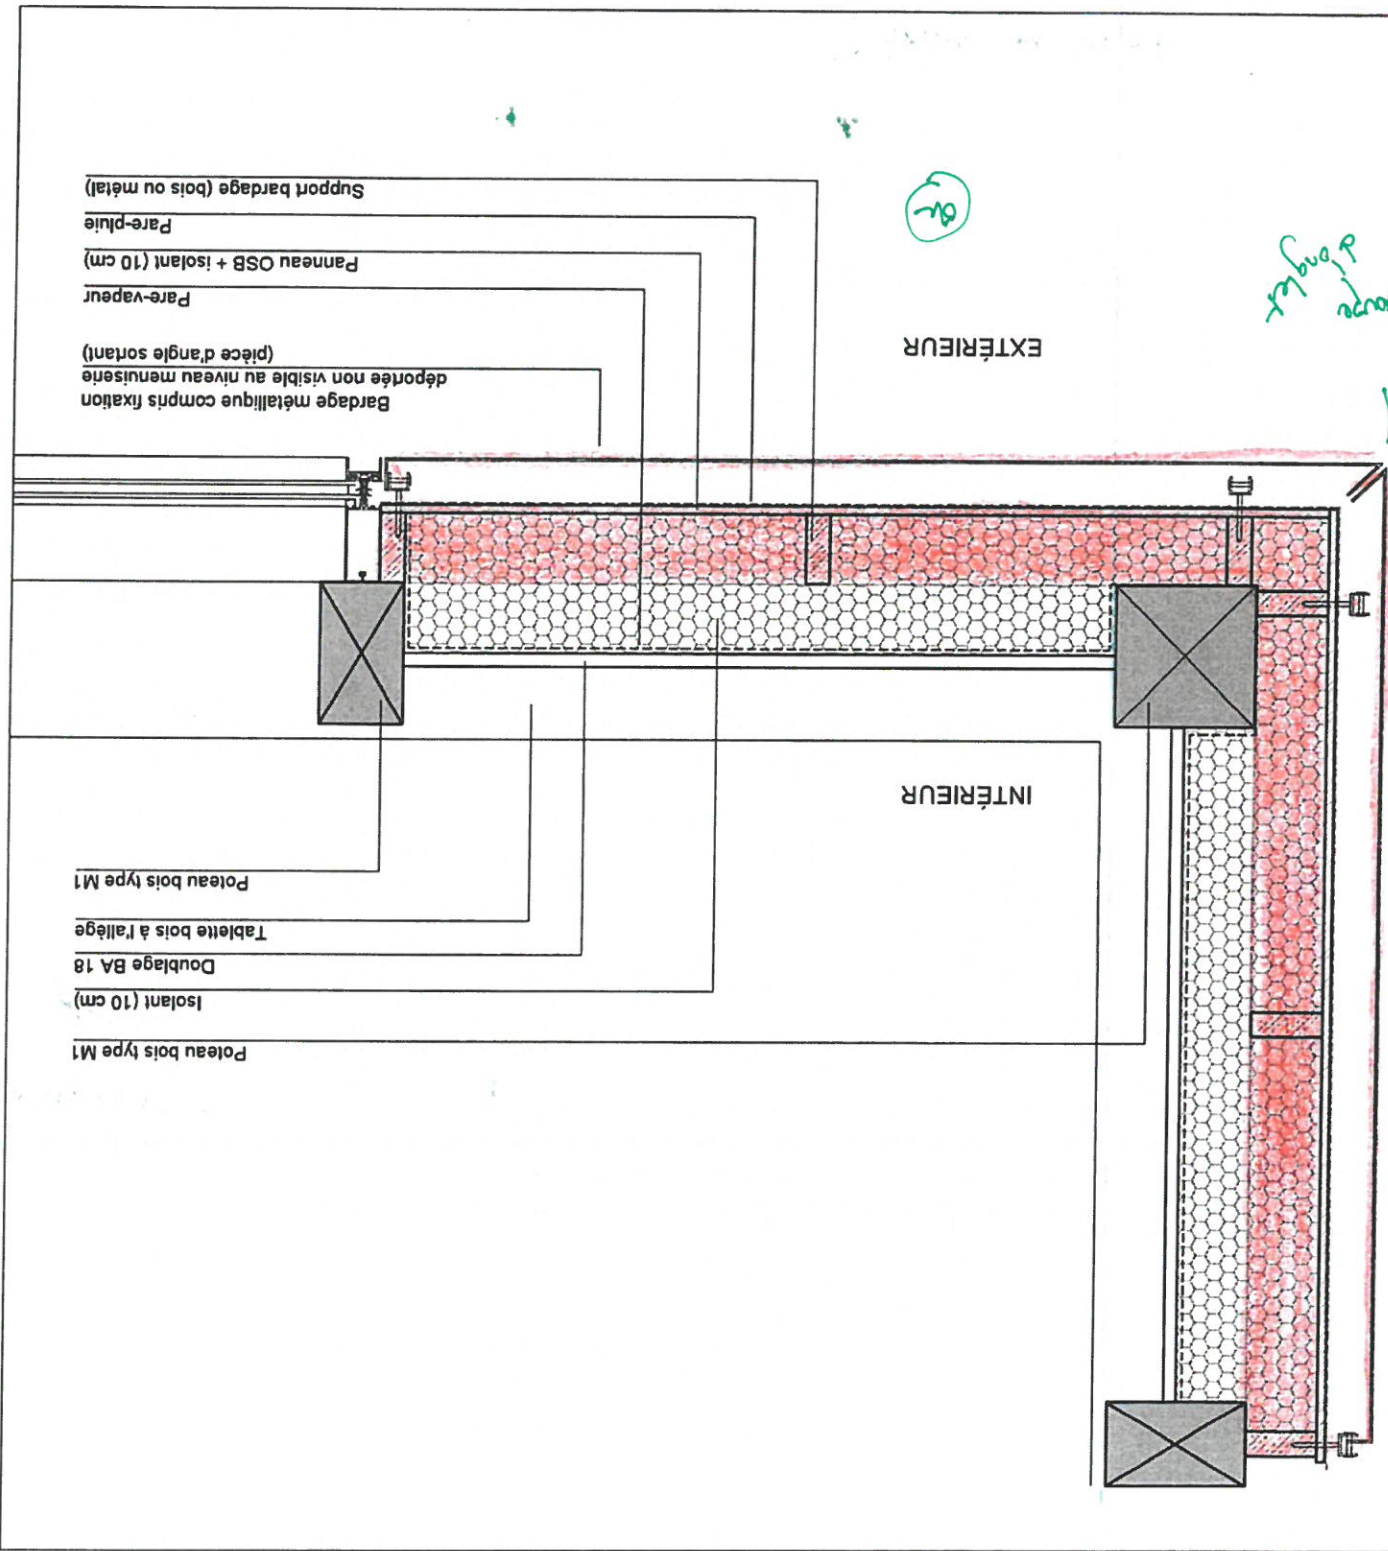 Poteau bois type M1
Isolant (10 cm)
Doublage BA 18
Tablette bois à l'allège
Poteau bois type M1
INTÉRIEUR
Bardage métallique compris fixation
déportée non visible au niveau menuiserie
(pièce d'angle sortant)
EXTÉRIEUR
Pare-vapeur
Panneau OSB + isolant (10 cm)
Pare-pluie
Support bardage (bois ou métal)
OK
d'onglet